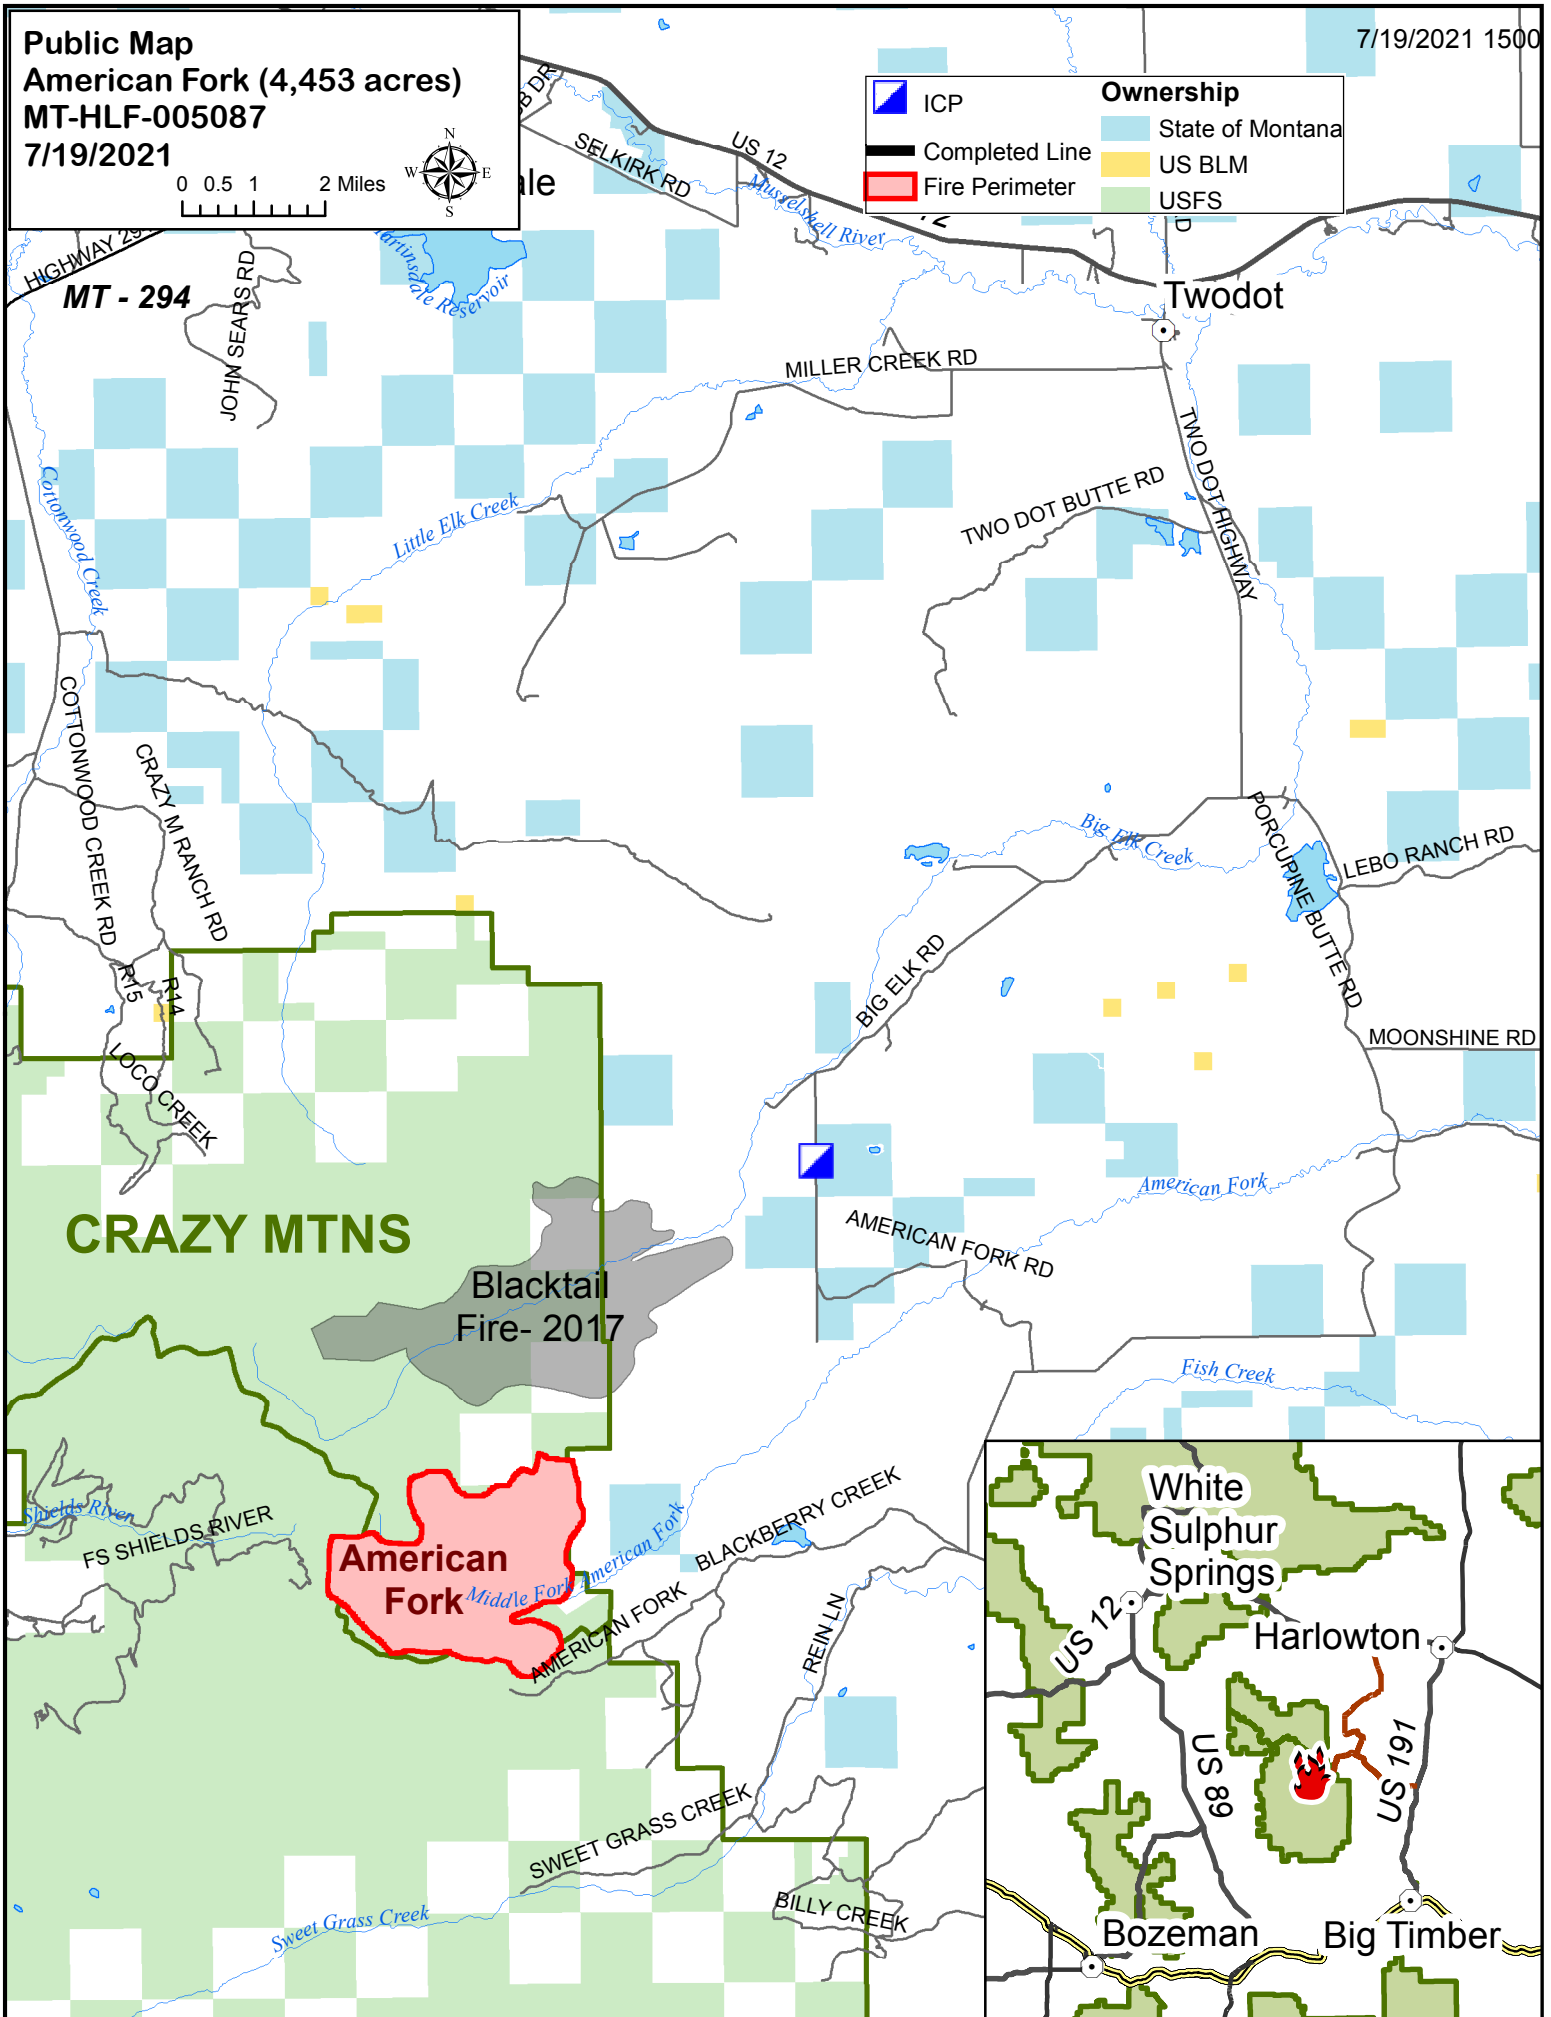 Public Map
American Fork (4,453 acres)
MT-HLF-005087
7/19/2021
0 0.5 1 2 Miles
N
W E
S
7/19/2021 1500
ICP
Completed Line
Fire Perimeter
Ownership
State of Montana
US BLM
USFS
DR
SELKIRK RD
US 12
Musselshell River
HIGHWAY
MT - 294
JOHN SEARS RD
Reservoir
Twodot
MILLER CREEK RD
TWO DOT HIGHWAY
TWO DOT BUTTE RD
Cottonwood Creek
Little Elk Creek
COTTONWOOD CREEK RD
CRAZY M RANCH RD
Big Elk Creek
PORCUPINE BUTTE RD
LEBO RANCH RD
BIG ELK RD
R15
R14
MOONSHINE RD
LOCO CREEK
American Fork
CRAZY MTNS
AMERICAN FORK RD
Blacktail
Fire- 2017
Fish Creek
Shields River
FS SHIELDS RIVER
American
Fork
Middle Fork American Fork
BLACKBERRY CREEK
AMERICAN FORK
REIN LN
SWEET GRASS CREEK
BILLY CREEK
Sweet Grass Creek
White
Sulphur
Springs
US 12
Harlowton
US 89
US 191
Bozeman
Big Timber